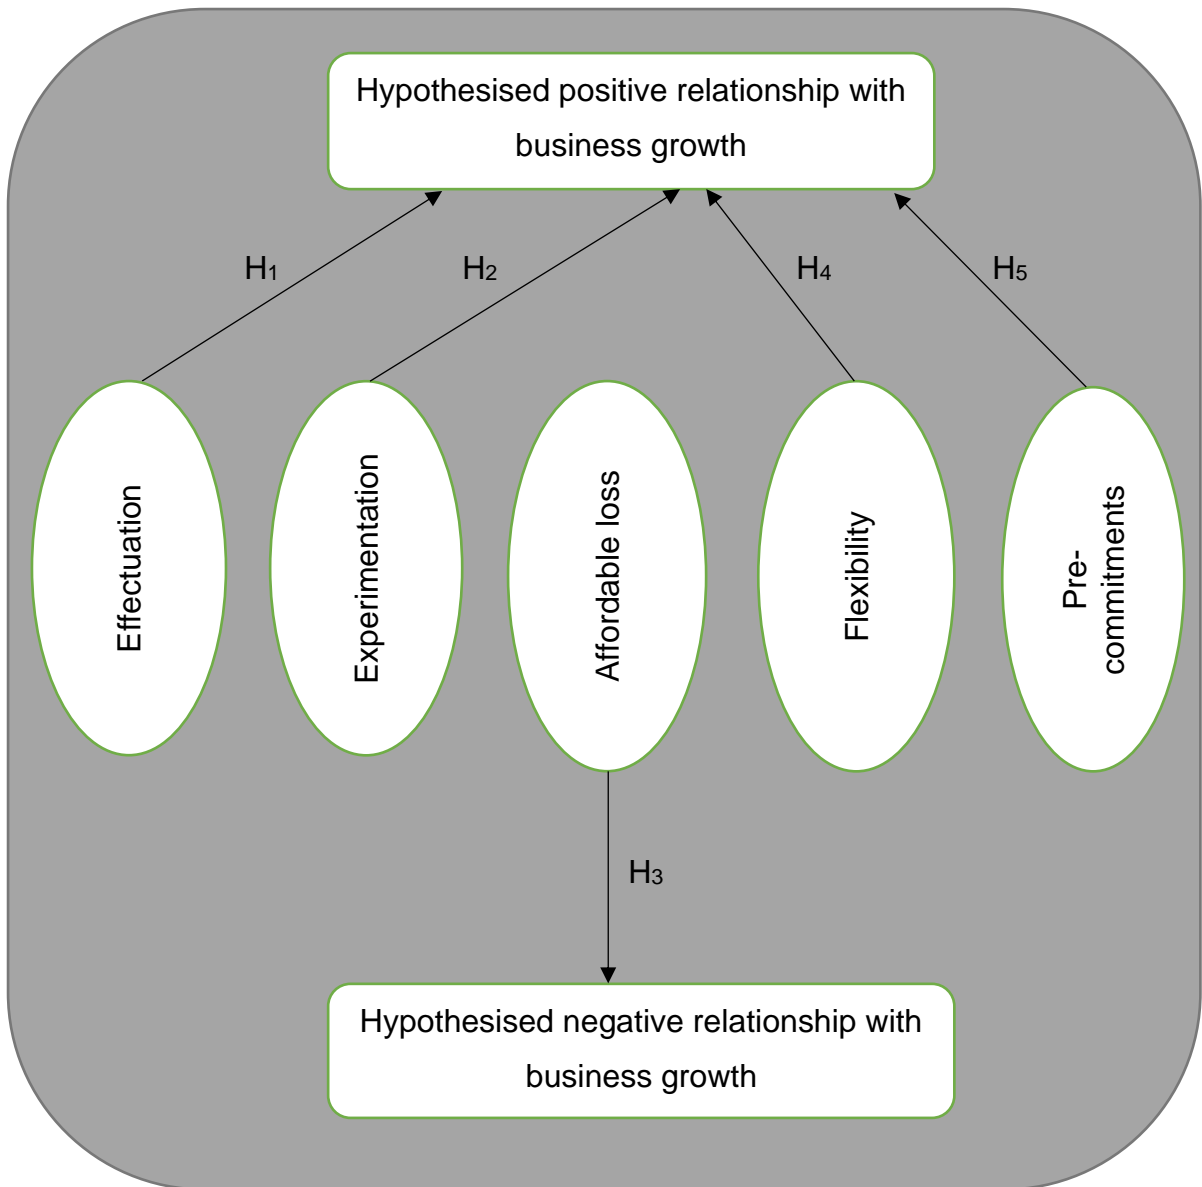 Hypothesised positive relationship with
business growth
H1
H2
H4
H5
Effectuation
Experimentation
Affordable loss
Flexibility
Pre-
commitments
H3
Hypothesised negative relationship with
business growth